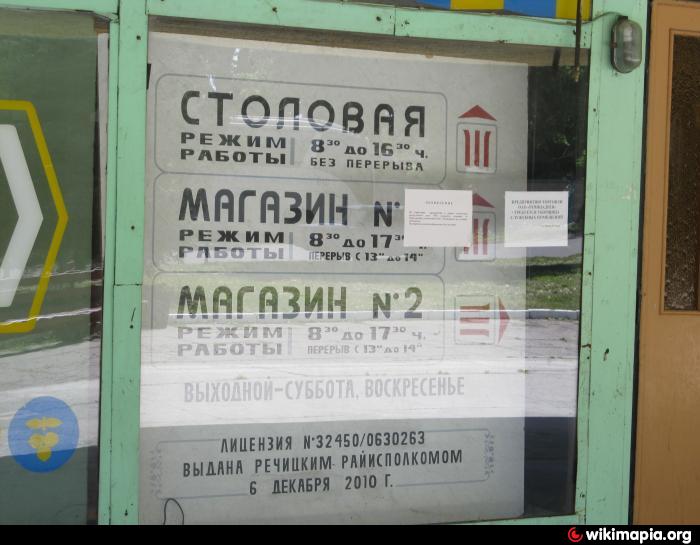 СТОЛОВАЯ
РЕЖИМ РАБОТЫ 8³⁰ до 16³⁰ ч.
БЕЗ ПЕРЕРЫВА
МАГАЗИН №
РЕЖИМ РАБОТЫ 8³⁰ до 17³⁰
ПЕРЕРЫВ С 13⁰⁰ до 14⁰⁰
ОБЪЯВЛЕНИЕ
МАГАЗИН №2
РЕЖИМ РАБОТЫ 8³⁰ до 17³⁰ ч.
ПЕРЕРЫВ С 13⁰⁰ до 14⁰⁰
ВЫХОДНОЙ-СУББОТА, ВОСКРЕСЕНЬЕ
ЛИЦЕНЗИЯ №32450/0630263
ВЫДАНА РЕЧИЦКИМ РАЙИСПОЛКОМОМ
6 ДЕКАБРЯ 2010 Г.
wikimapia.org